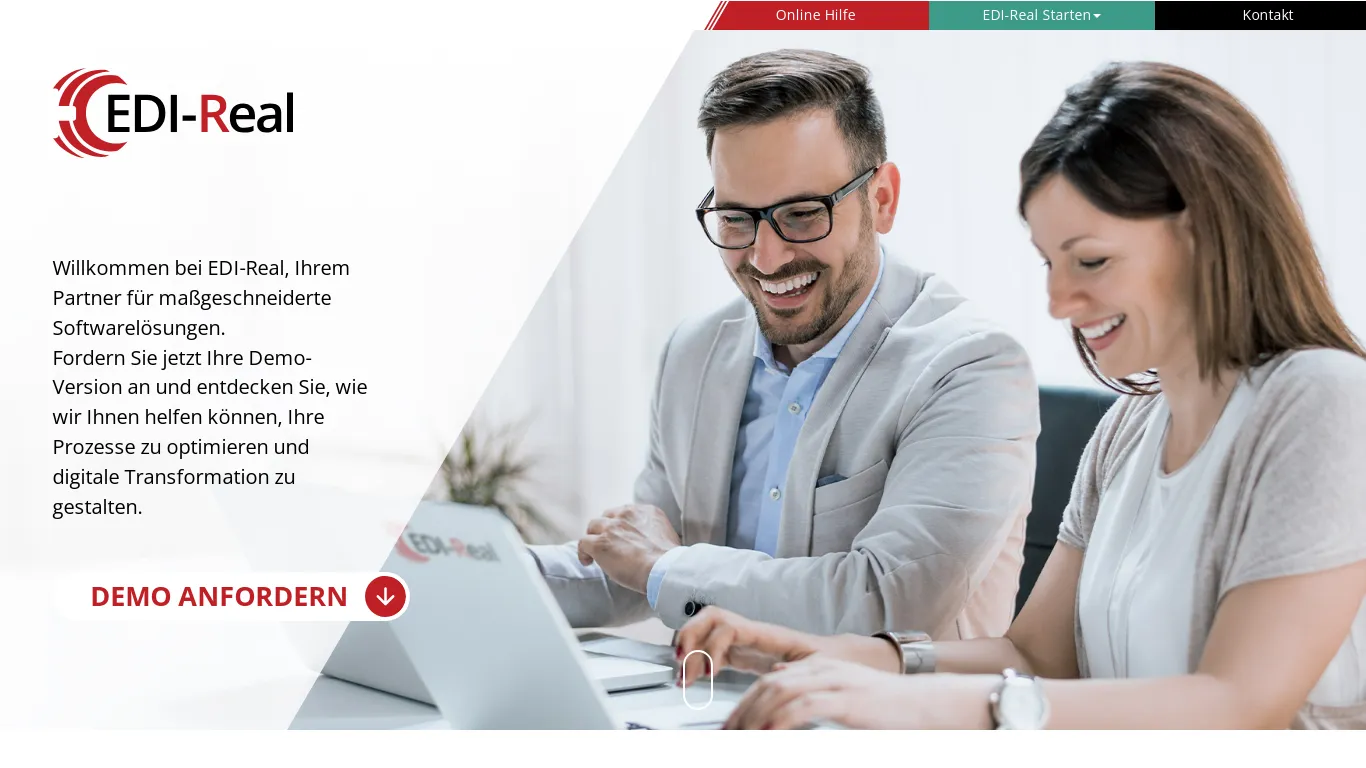 Online Hilfe
EDI-Real Starten
Kontakt
EDI-Real
Willkommen bei EDI-Real, Ihrem
Partner für maßgeschneiderte
Softwarelösungen.
Fordern Sie jetzt Ihre Demo-
Version an und entdecken Sie, wie
wir Ihnen helfen können, Ihre
Prozesse zu optimieren und
digitale Transformation zu
gestalten.
EDI-Real
DEMO ANFORDERN